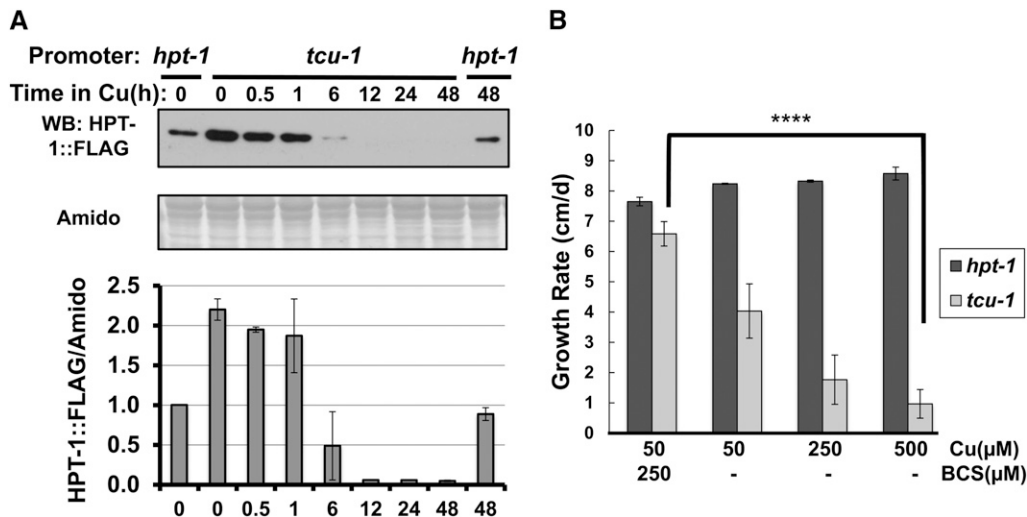 A
Promoter: hpt-1 tcu-1 hpt-1
Time in Cu(h): 0 0 0.5 1 6 12 24 48 48
WB: HPT-
1::FLAG
Amido
HPT-1::FLAG/Amido
2.5
2.0
1.5
1.0
0.5
0.0
0 0 0.5 1 6 12 24 48 48
B
****
Growth Rate (cm/d)
10
9
8
7
6
5
4
3
2
1
0
hpt-1
tcu-1
50 50 250 500 Cu(μM)
250 - - - BCS(μM)